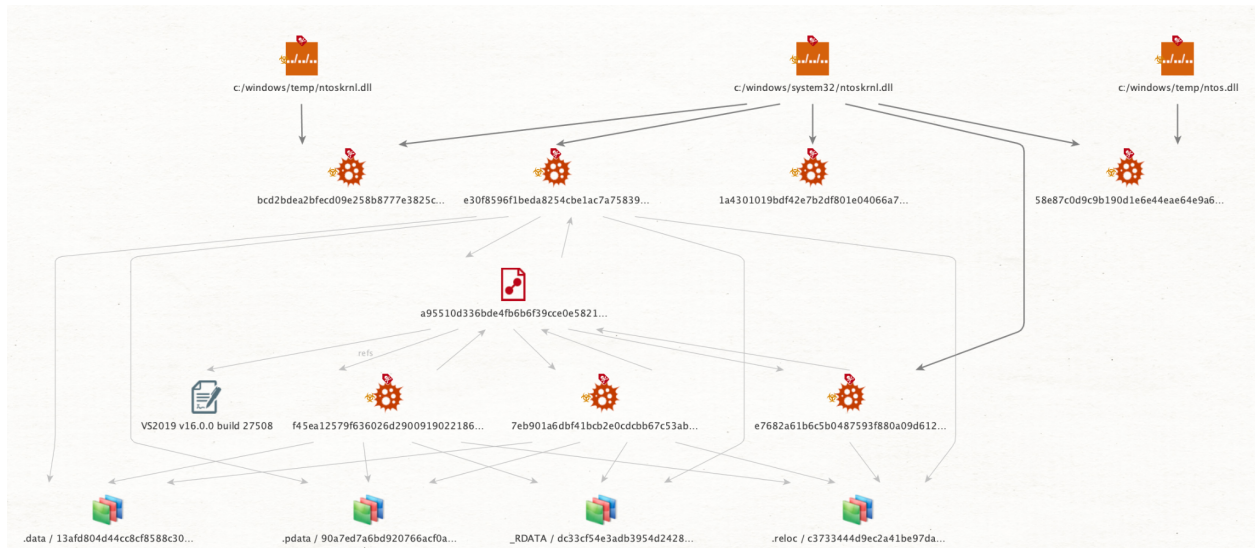 c:/windows/temp/ntoskrnl.dll
c:/windows/system32/ntoskrnl.dll
c:/windows/temp/ntos.dll
bcd2bdea2bfecd09e258b8777e3825c...
e30f8596f1beda8254cbe1ac7a75839...
1a4301019bdf42e7b2df801e04066a7...
58e87c0d9c9b190d1e6e44eae64e9a6...
a95510d336bde4fb6b6f39cce0e5821...
refs
VS2019 v16.0.0 build 27508
f45ea12579f636026d2900919022186...
7eb901a6dbf41bcb2e0cdcbb67c53ab...
e7682a61b6c5b0487593f880a09d612...
.data / 13afd804d44cc8cf8588c30...
.pdata / 90a7ed7a6bd920766acf0a...
_RDATA / dc33cf54e3adb3954d2428...
.reloc / c3733444d9ec2a41be97da...